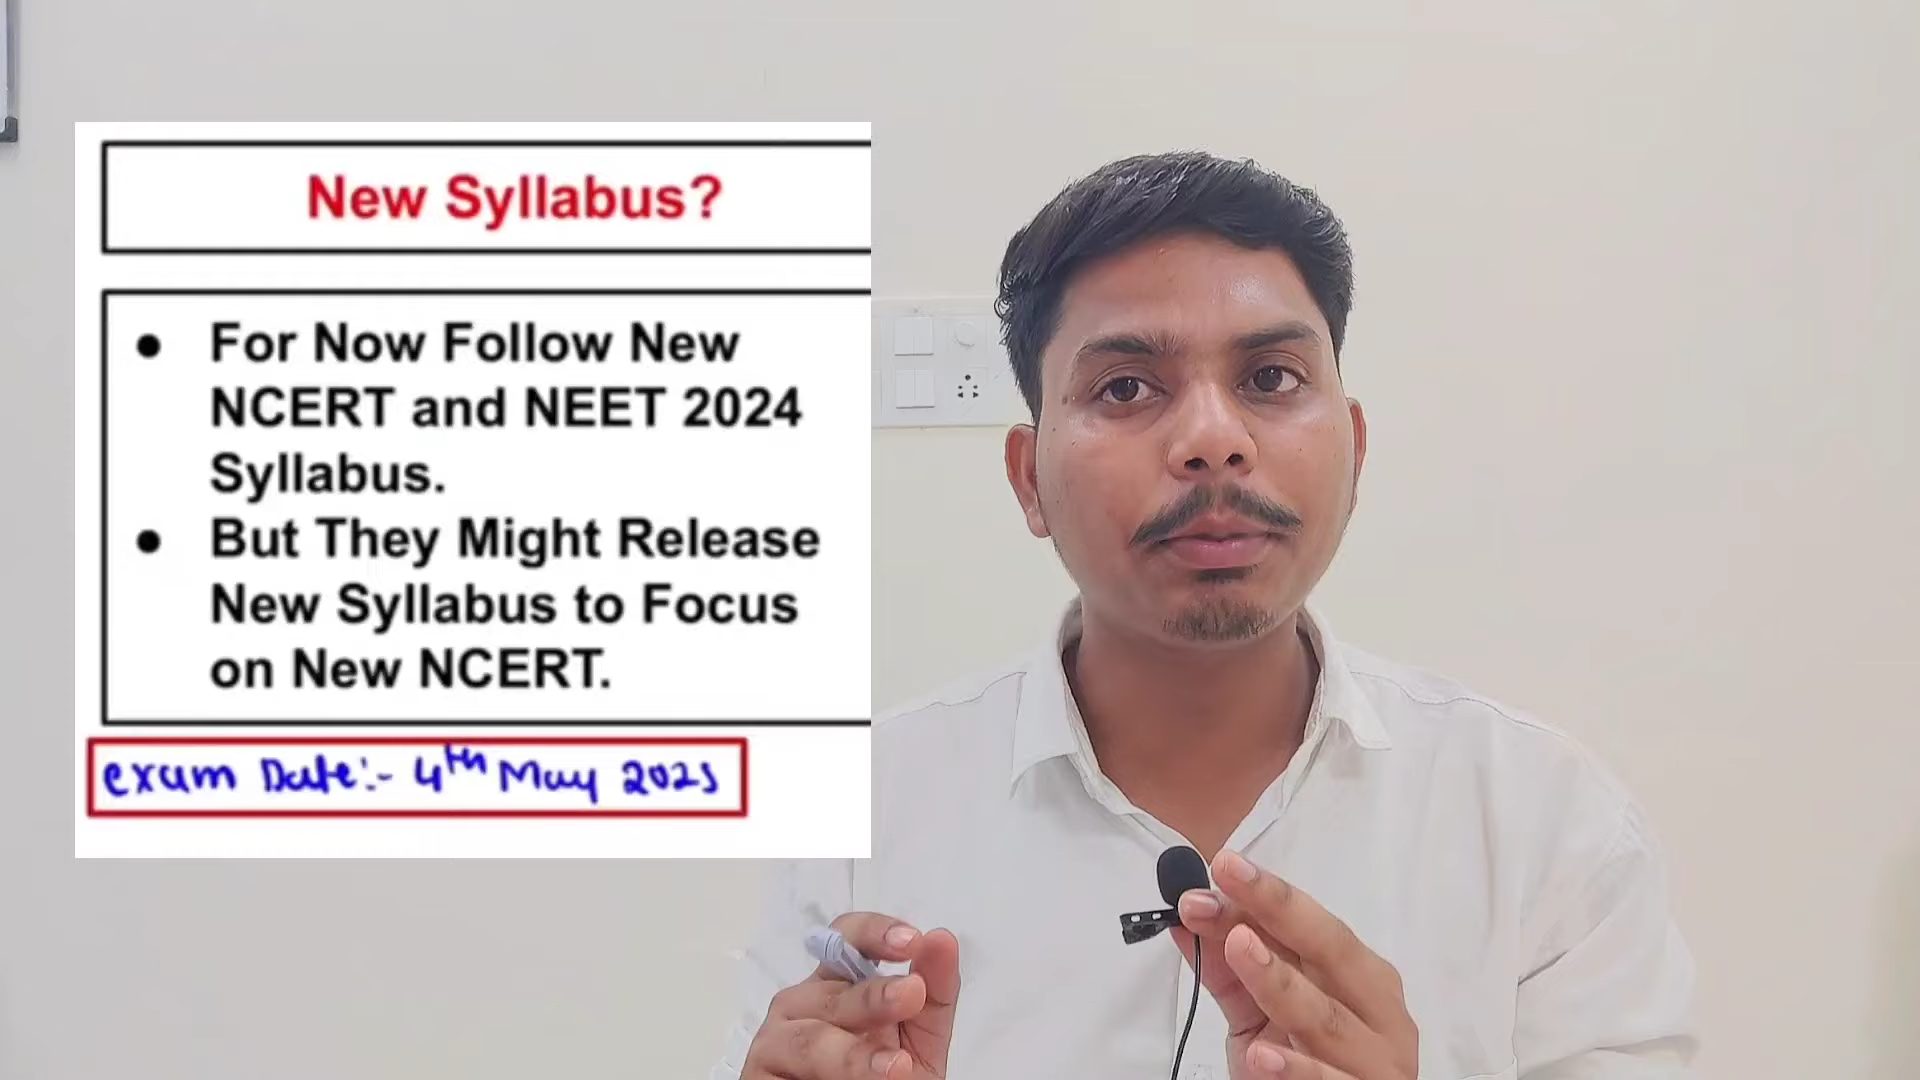 New Syllabus?
● For Now Follow New
NCERT and NEET 2024
Syllabus.
● But They Might Release
New Syllabus to Focus
on New NCERT.
exam Date:- 4th May 2025